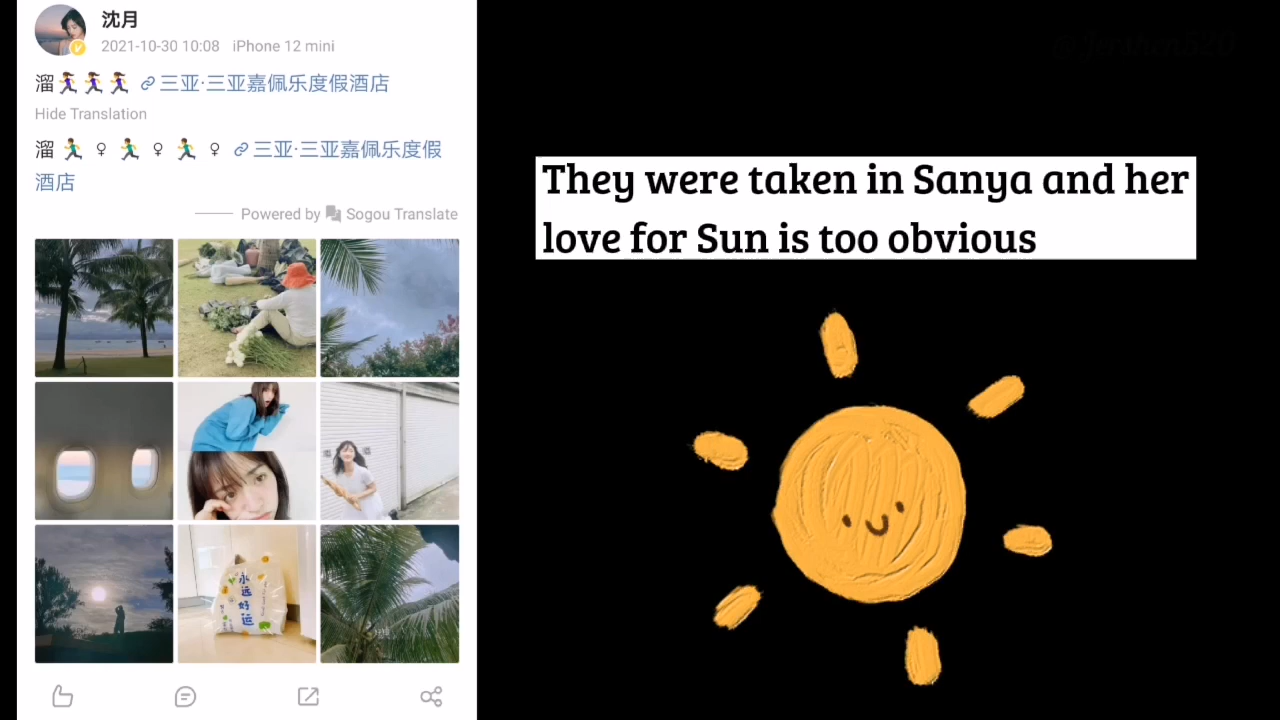 沈月
2021-10-30 10:08 iPhone 12 mini
溜🏃‍♀️🏃‍♀️🏃‍♀️ 三亚·三亚嘉佩乐度假酒店
Hide Translation
溜🏃 ♀ 🏃 ♀ 🏃 ♀ 三亚·三亚嘉佩乐度假
酒店
Powered by Sogou Translate
They were taken in Sanya and her
love for Sun is too obvious
永远好运